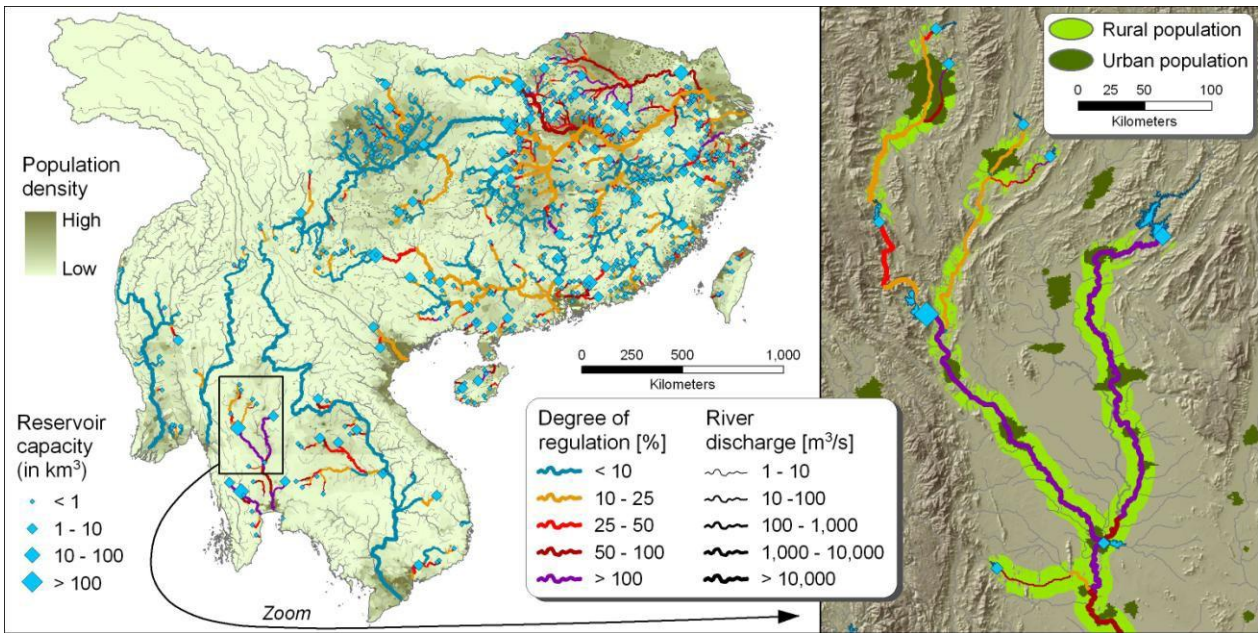 Population
density
High
Low
Reservoir
capacity
(in km³)
< 1
1 - 10
10 - 100
> 100
Zoom
0 250 500 1,000
Kilometers
Degree of
regulation [%]
< 10
10 - 25
25 - 50
50 - 100
> 100
River
discharge [m³/s]
1 - 10
10 -100
100 - 1,000
1,000 - 10,000
> 10,000
Rural population
Urban population
0 25 50 100
Kilometers